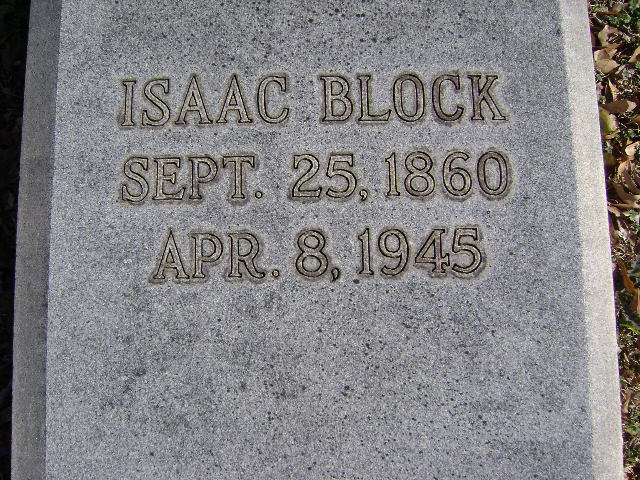 ISAAC BLOCK
SEPT. 25, 1860
APR. 8, 1945